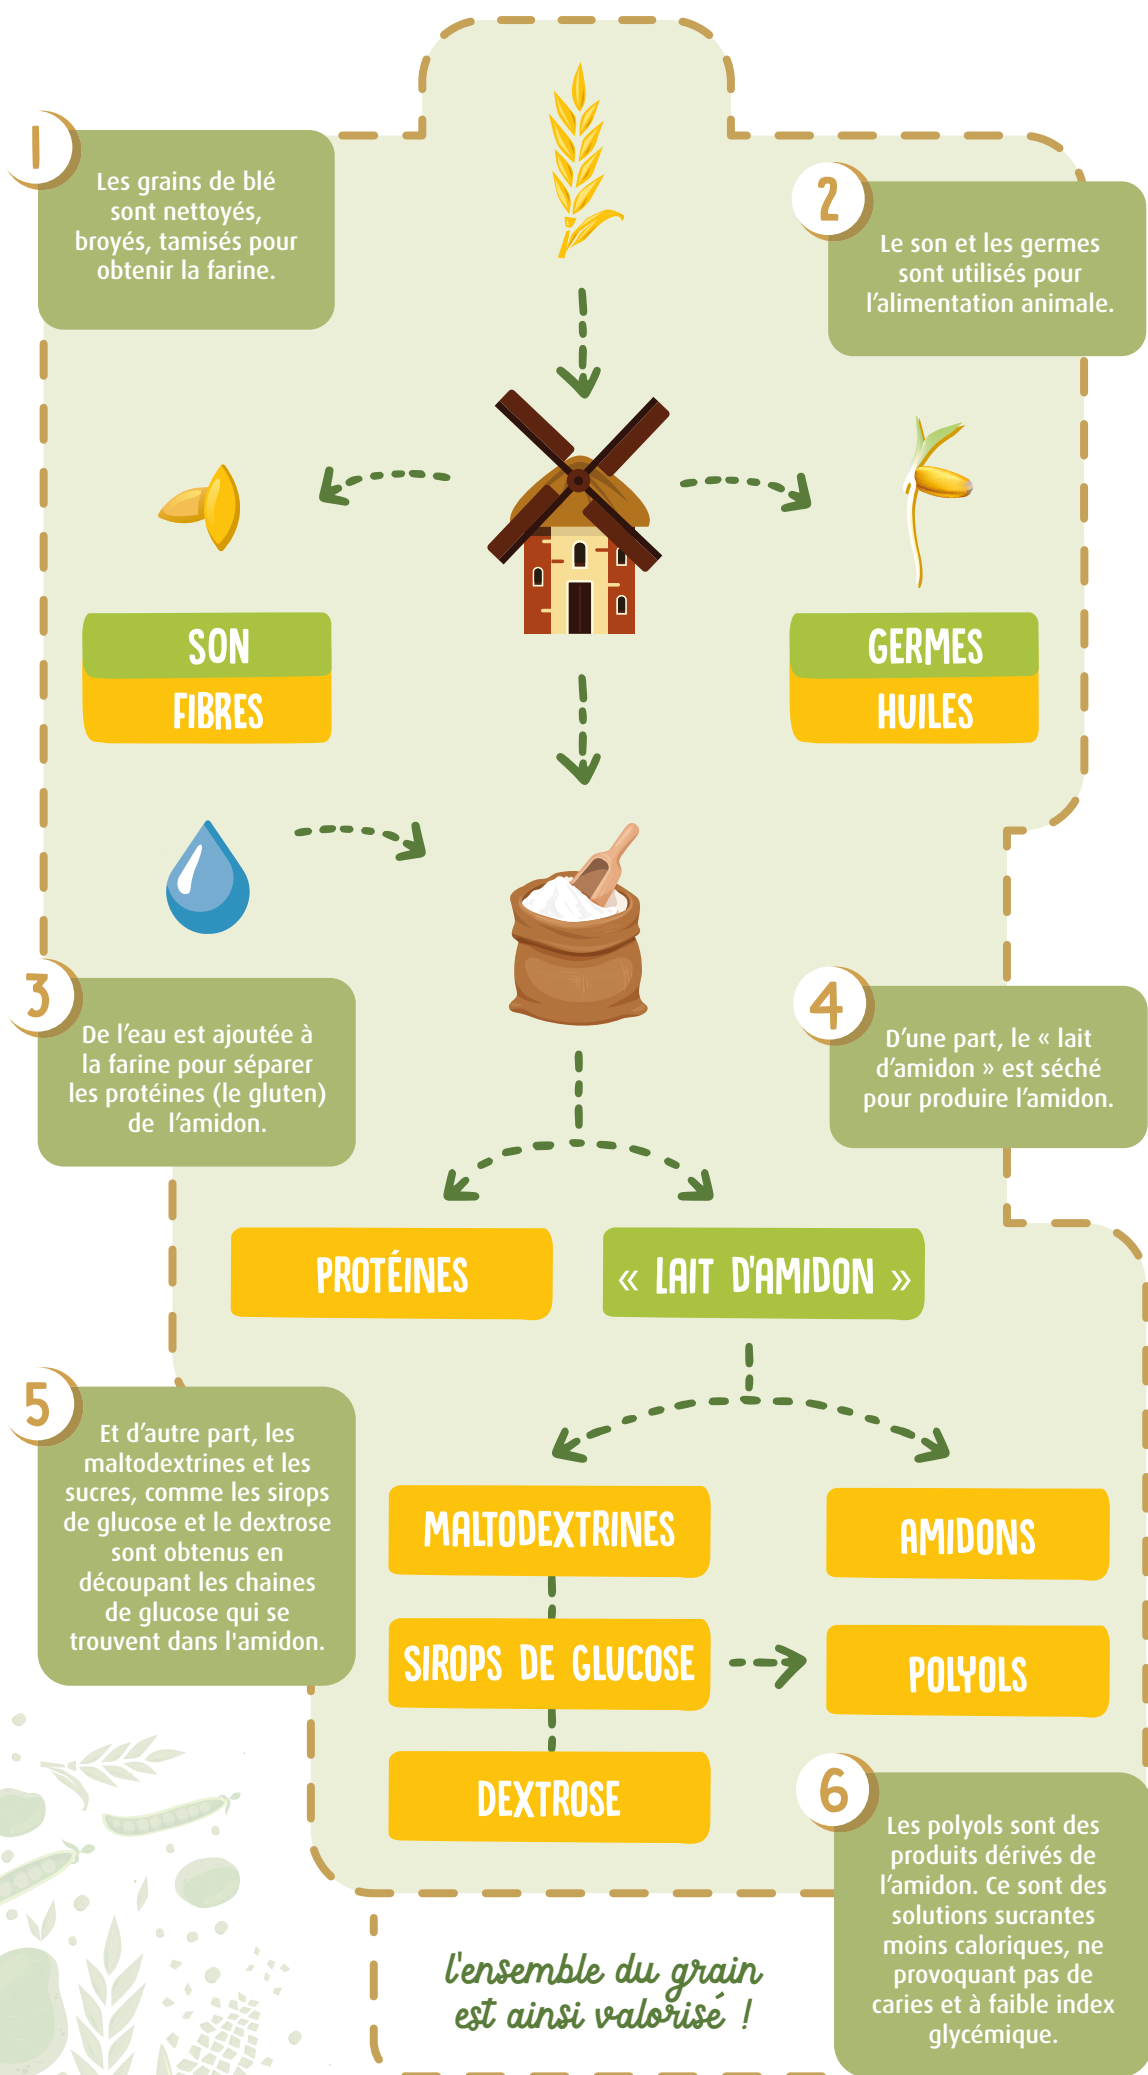 1
Les grains de blé
sont nettoyés,
broyés, tamisés pour
obtenir la farine.
2
Le son et les germes
sont utilisés pour
l'alimentation animale.
SON
FIBRES
GERMES
HUILES
3
De l'eau est ajoutée à
la farine pour séparer
les protéines (le gluten)
de l'amidon.
4
D'une part, le « lait
d'amidon » est séché
pour produire l'amidon.
PROTÉINES
« LAIT D'AMIDON »
5
Et d'autre part, les
maltodextrines et les
sucres, comme les sirops
de glucose et le dextrose
sont obtenus en
découpant les chaines
de glucose qui se
trouvent dans l'amidon.
MALTODEXTRINES
AMIDONS
SIROPS DE GLUCOSE
POLYOLS
DEXTROSE
6
Les polyols sont des
produits dérivés de
l'amidon. Ce sont des
solutions sucrantes
moins caloriques, ne
provoquant pas de
caries et à faible index
glycémique.
l'ensemble du grain
est ainsi valorisé !